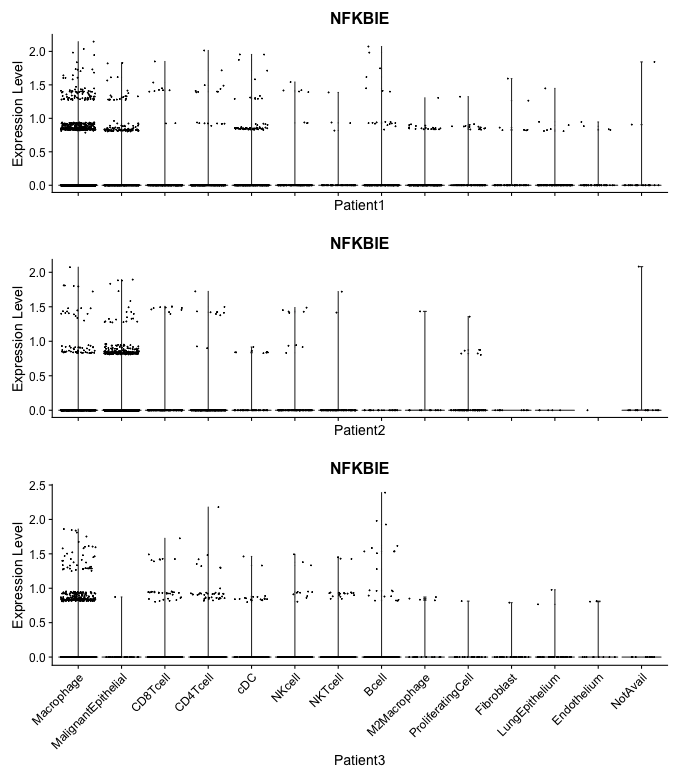 NFKBIE
Expression Level
2.0
1.5
1.0
0.5
0.0
Patient1
NFKBIE
Expression Level
2.0
1.5
1.0
0.5
0.0
Patient2
NFKBIE
Expression Level
2.5
2.0
1.5
1.0
0.5
0.0
Macrophage
MalignantEpithelial
CD8Tcell
CD4Tcell
cDC
NKcell
NKTcell
Bcell
M2Macrophage
ProliferatingCell
Fibroblast
LungEpithelium
Endothelium
NotAvail
Patient3